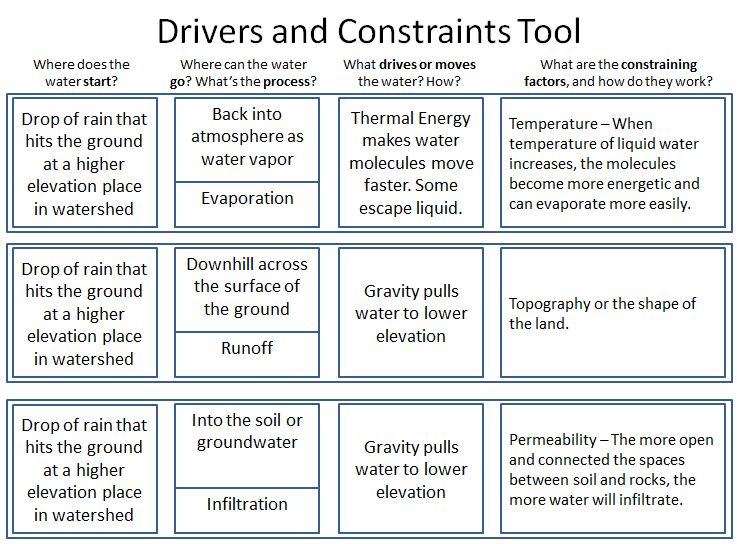 Drivers and Constraints Tool
Where does the
water start?
Where can the water
go? What's the process?
What drives or moves
the water? How?
What are the constraining
factors, and how do they work?
Drop of rain that
hits the ground
at a higher
elevation place
in watershed
Back into
atmosphere as
water vapor
Evaporation
Thermal Energy
makes water
molecules move
faster. Some
escape liquid.
Temperature – When
temperature of liquid water
increases, the molecules
become more energetic and
can evaporate more easily.
Drop of rain that
hits the ground
at a higher
elevation place
in watershed
Downhill across
the surface of
the ground
Runoff
Gravity pulls
water to lower
elevation
Topography or the shape of
the land.
Drop of rain that
hits the ground
at a higher
elevation place
in watershed
Into the soil or
groundwater
Infiltration
Gravity pulls
water to lower
elevation
Permeability – The more open
and connected the spaces
between soil and rocks, the
more water will infiltrate.